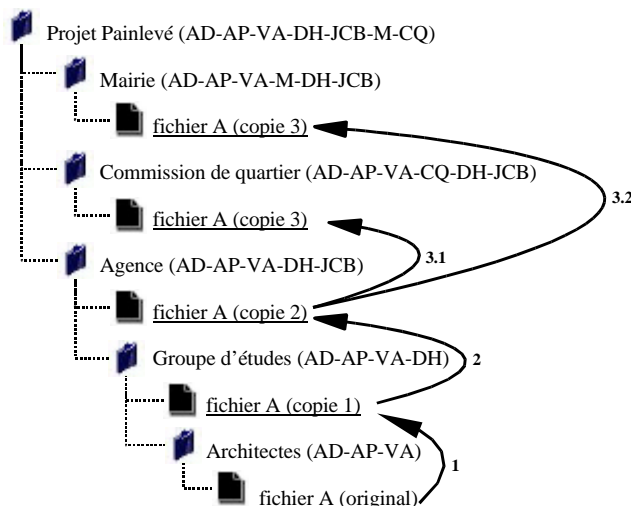 Projet Painlevé (AD-AP-VA-DH-JCB-M-CQ)
Mairie (AD-AP-VA-M-DH-JCB)
fichier A (copie 3)
Commission de quartier (AD-AP-VA-CQ-DH-JCB)
3.2
fichier A (copie 3)
3.1
Agence (AD-AP-VA-DH-JCB)
fichier A (copie 2)
Groupe d'études (AD-AP-VA-DH)
2
fichier A (copie 1)
Architectes (AD-AP-VA)
1
fichier A (original)